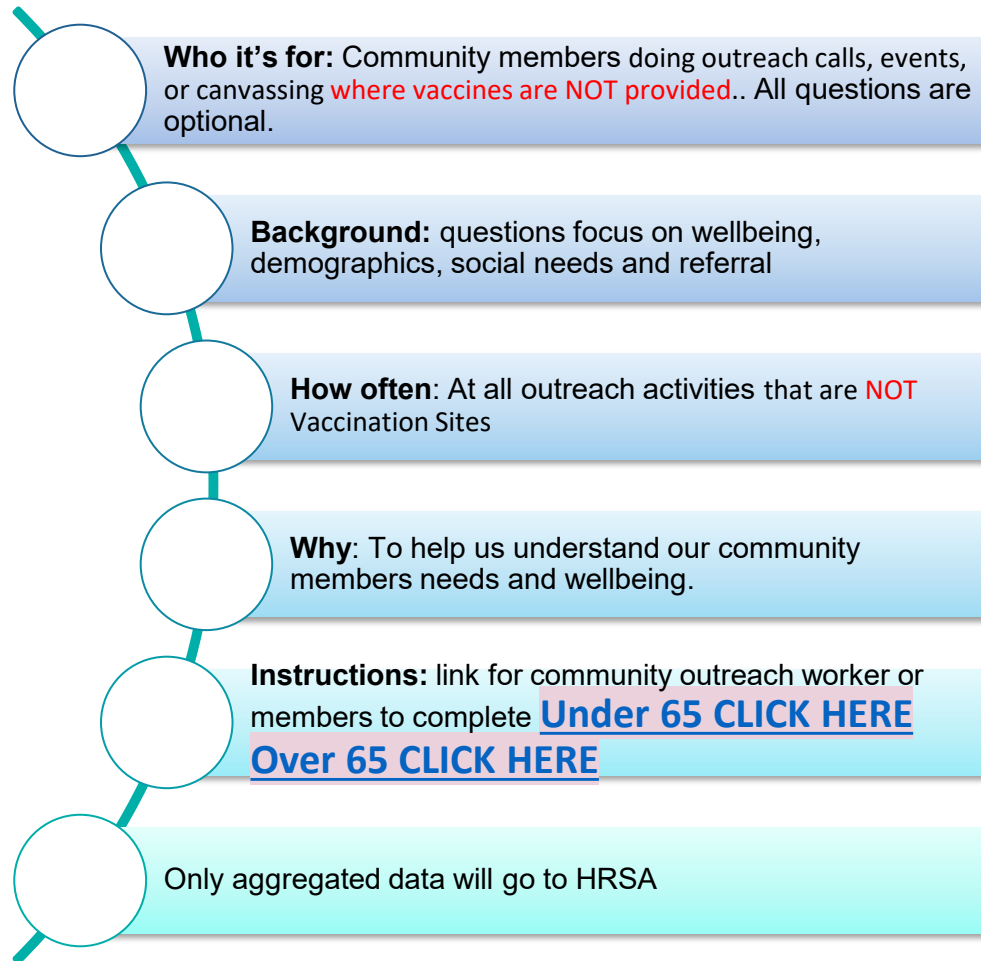 Who it's for: Community members doing outreach calls, events,
or canvassing where vaccines are NOT provided.. All questions are
optional.
Background: questions focus on wellbeing,
demographics, social needs and referral
How often: At all outreach activities that are NOT
Vaccination Sites
Why: To help us understand our community
members needs and wellbeing.
Instructions: link for community outreach worker or
members to complete Under 65 CLICK HERE
Over 65 CLICK HERE
Only aggregated data will go to HRSA